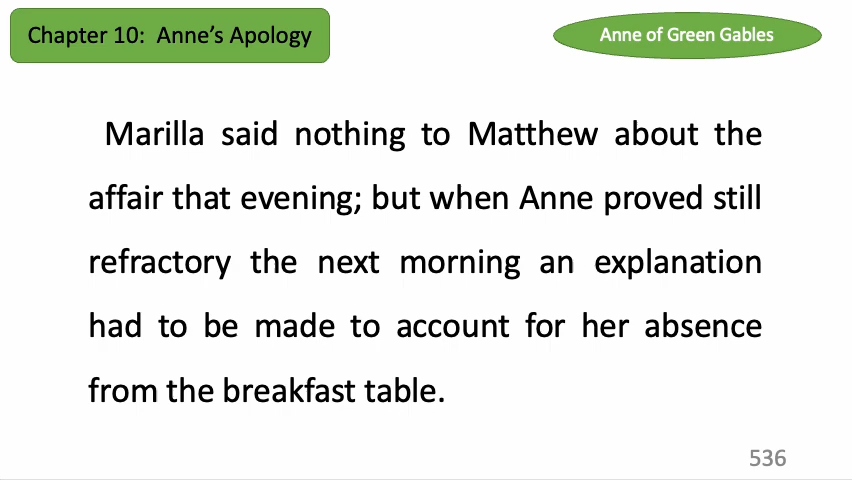 Chapter 10: Anne’s Apology
Anne of Green Gables
Marilla said nothing to Matthew about the
affair that evening; but when Anne proved still
refractory the next morning an explanation
had to be made to account for her absence
from the breakfast table.
536